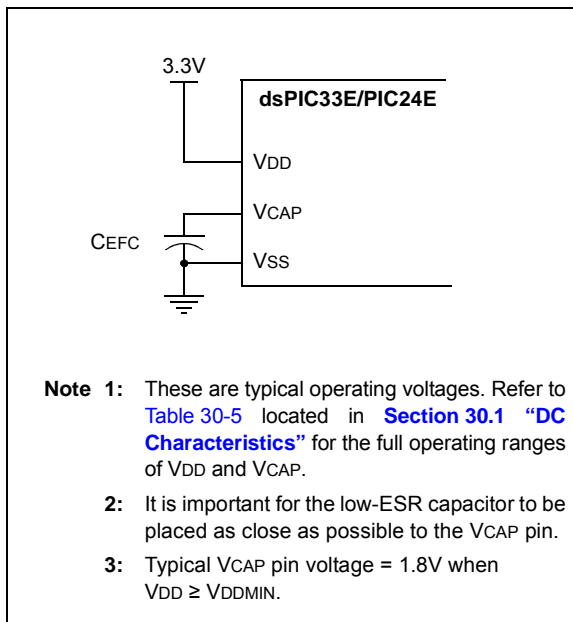 3.3V
dsPIC33E/PIC24E
VDD
VCAP
CEFC
VSS
Note 1: These are typical operating voltages. Refer to
Table 30-5 located in Section 30.1 “DC
Characteristics” for the full operating ranges
of VDD and VCAP.
2: It is important for the low-ESR capacitor to be
placed as close as possible to the VCAP pin.
3: Typical VCAP pin voltage = 1.8V when
VDD ≥ VDDMIN.